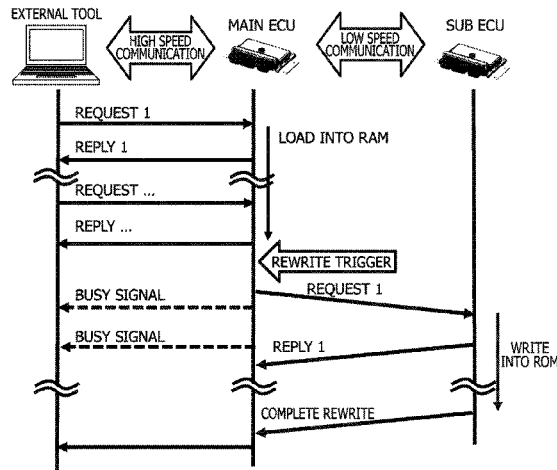 EXTERNAL TOOL
MAIN ECU
SUB ECU
HIGH SPEED
COMMUNICATION
LOW SPEED
COMMUNICATION
REQUEST 1
LOAD INTO RAM
REPLY 1
REQUEST ...
REPLY ...
REWRITE TRIGGER
REQUEST 1
BUSY SIGNAL
BUSY SIGNAL
REPLY 1
WRITE
INTO ROM
COMPLETE REWRITE